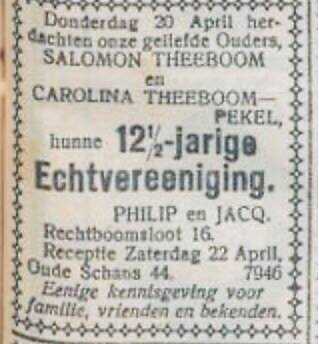 Donderdag 20 April her-
dachten onze geliefde Ouders,
SALOMON THEEBOOM
en
CAROLINA THEEBOOM—
PEKEL,
hunne 12½-jarige
Echtvereeniging.
PHILIP en JACQ.
Rechtboomsloot 16.
Receptie Zaterdag 22 April,
Oude Schans 44. 7946
Eenige kennisgeving voor
familie, vrienden en bekenden.